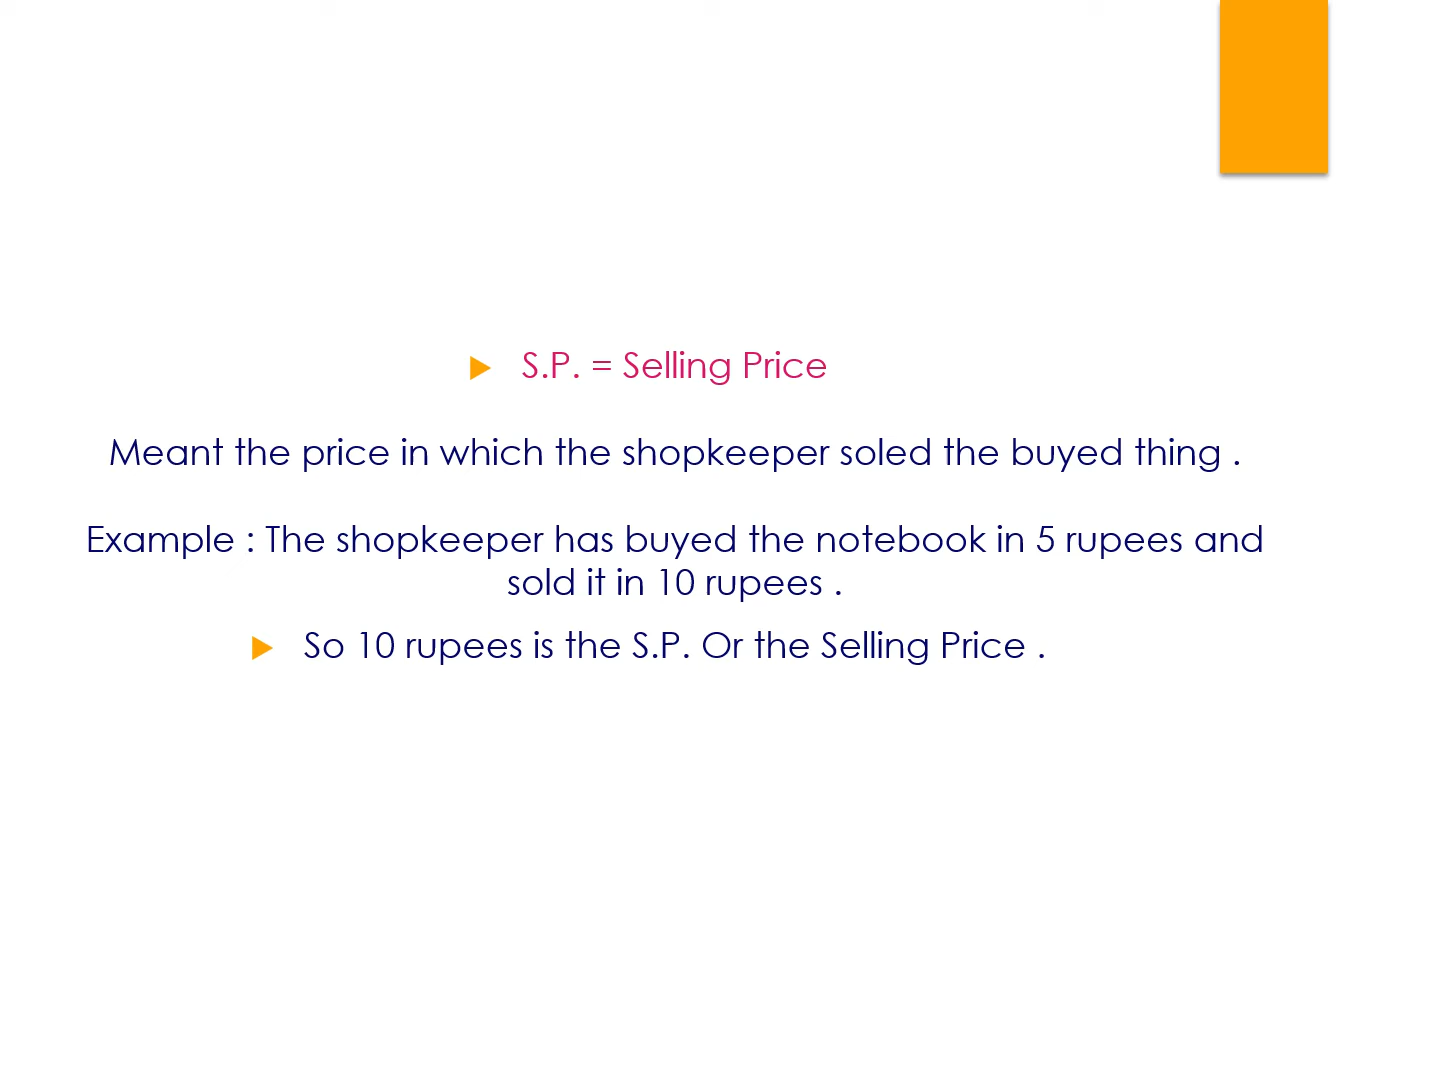 S.P. = Selling Price
Meant the price in which the shopkeeper soled the buyed thing .
Example : The shopkeeper has buyed the notebook in 5 rupees and
sold it in 10 rupees .
So 10 rupees is the S.P. Or the Selling Price .